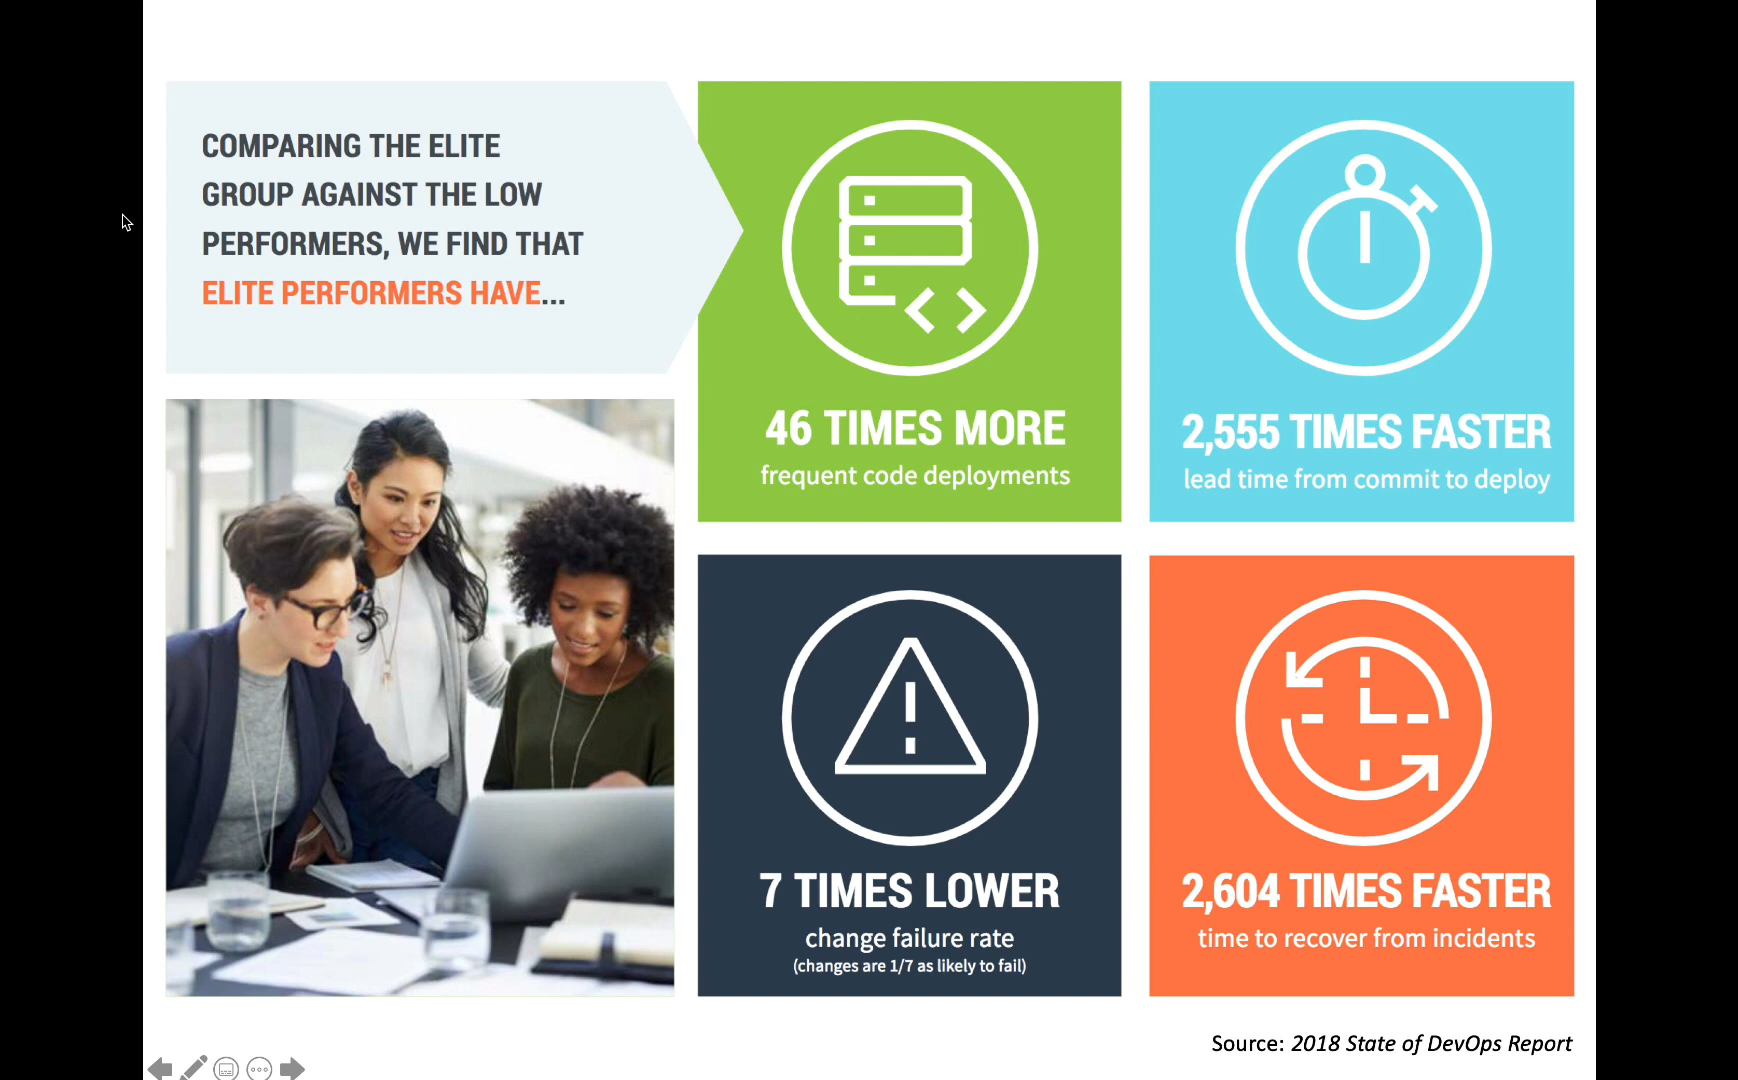 COMPARING THE ELITE
GROUP AGAINST THE LOW
PERFORMERS, WE FIND THAT
ELITE PERFORMERS HAVE...
46 TIMES MORE
frequent code deployments
2,555 TIMES FASTER
lead time from commit to deploy
7 TIMES LOWER
change failure rate
(changes are 1/7 as likely to fail)
2,604 TIMES FASTER
time to recover from incidents
Source: 2018 State of DevOps Report